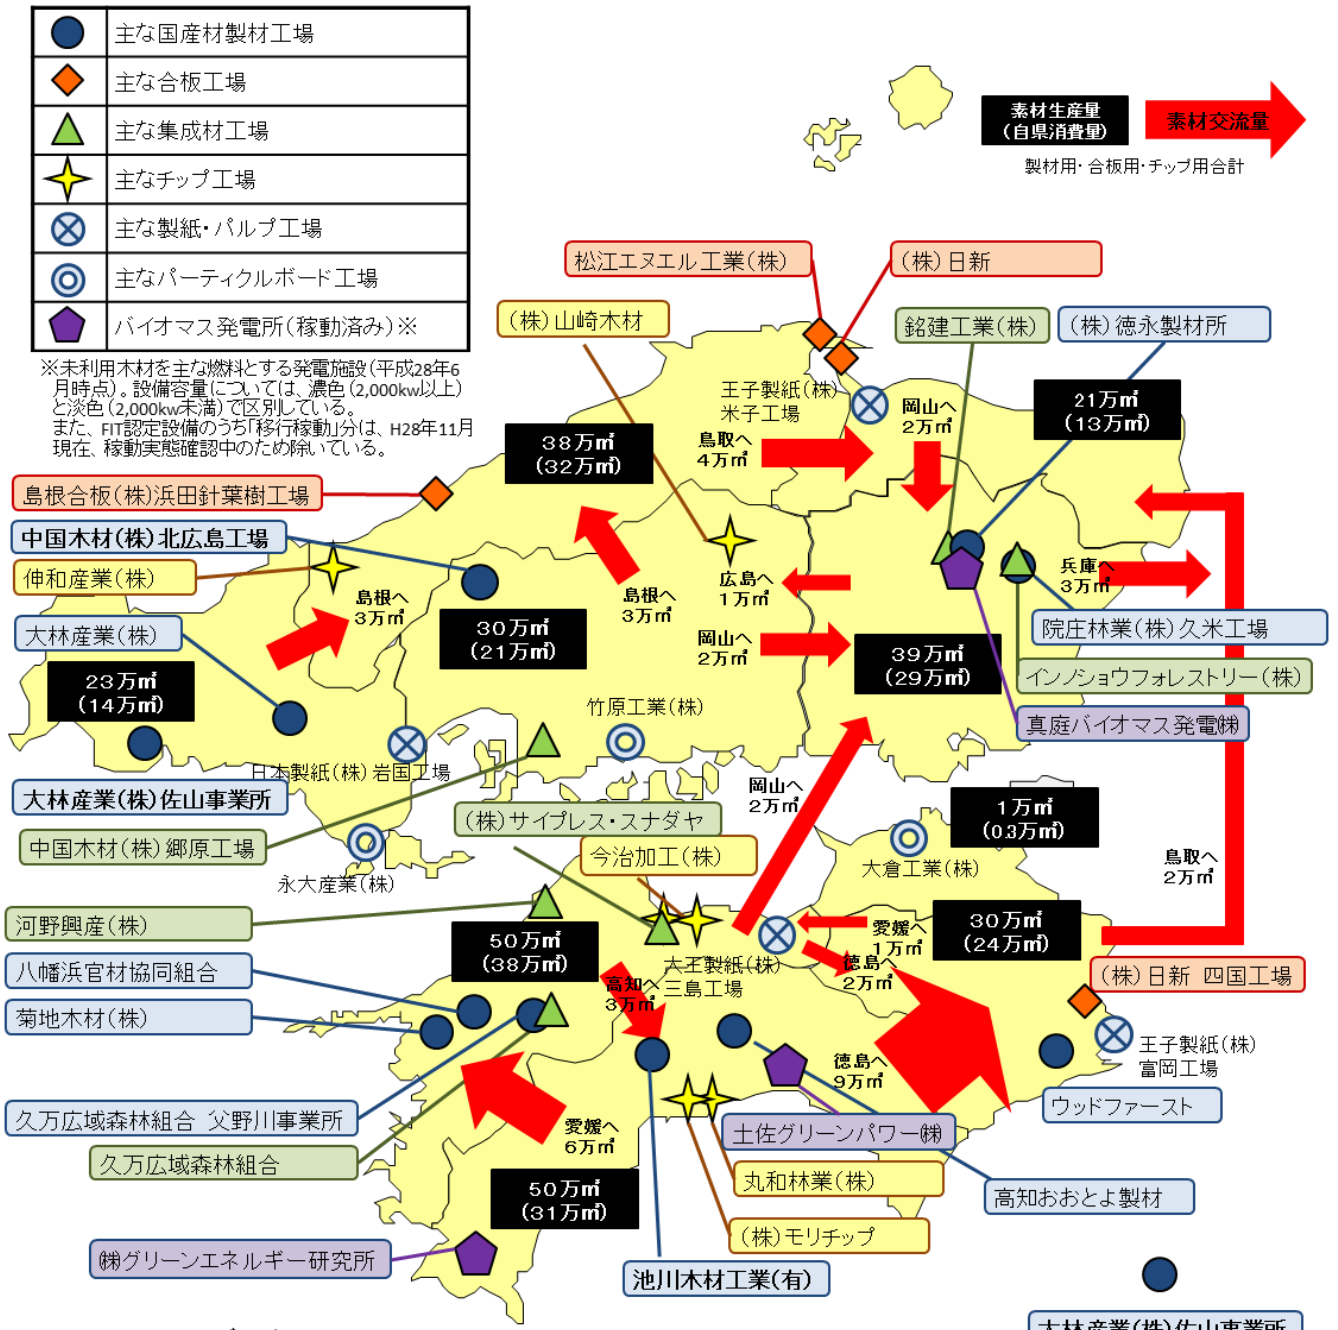 主な国産材製材工場
主な合板工場
主な集成材工場
主なチップ工場
主な製紙・パルプ工場
主なパーティクルボード工場
バイオマス発電所(稼動済み)※
※未利用木材を主な燃料とする発電施設(平成28年6
月時点)。設備容量については、濃色(2,000kw以上)
と淡色(2,000kw未満)で区別している。
また、FIT認定設備のうち「移行稼動」分は、H28年11月
現在、稼動実態確認中のため除いている。
素材生産量
(自県消費量)
素材交流量
製材用・合板用・チップ用合計
松江エヌエル工業(株)
(株)日新
(株)山崎木材
銘建工業(株)
(株)徳永製材所
王子製紙(株)
米子工場
岡山へ
2万㎥
21万㎥
(13万㎥)
38万㎥
(32万㎥)
鳥取へ
4万㎥
島根合板(株)浜田針葉樹工場
中国木材(株)北広島工場
伸和産業(株)
大林産業(株)
島根へ
3万㎥
島根へ
3万㎥
広島へ
1万㎥
兵庫へ
3万㎥
30万㎥
(21万㎥)
岡山へ
2万㎥
39万㎥
(29万㎥)
院庄林業(株)久米工場
インノショウフォレストリー(株)
真庭バイオマス発電㈱
23万㎥
(14万㎥)
竹原工業(株)
日本製紙(株)岩国工場
大林産業(株)佐山事業所
岡山へ
2万㎥
1万㎥
(0.3万㎥)
(株)サイプレス・スナダヤ
中国木材(株)郷原工場
今治加工(株)
大倉工業(株)
鳥取へ
2万㎥
永大産業(株)
河野興産(株)
50万㎥
(38万㎥)
愛媛へ
1万㎥
30万㎥
(24万㎥)
八幡浜官材協同組合
大王製紙(株)
三島工場
徳島へ
2万㎥
(株)日新 四国工場
高知へ
3万㎥
菊地木材(株)
王子製紙(株)
富岡工場
徳島へ
9万㎥
ウッドファースト
久万広域森林組合 父野川事業所
愛媛へ
6万㎥
土佐グリーンパワー㈱
久万広域森林組合
丸和林業(株)
高知おおとよ製材
50万㎥
(31万㎥)
(株)モリチップ
㈱グリーンエネルギー研究所
池川木材工業(有)
大林産業(株)佐山事業所